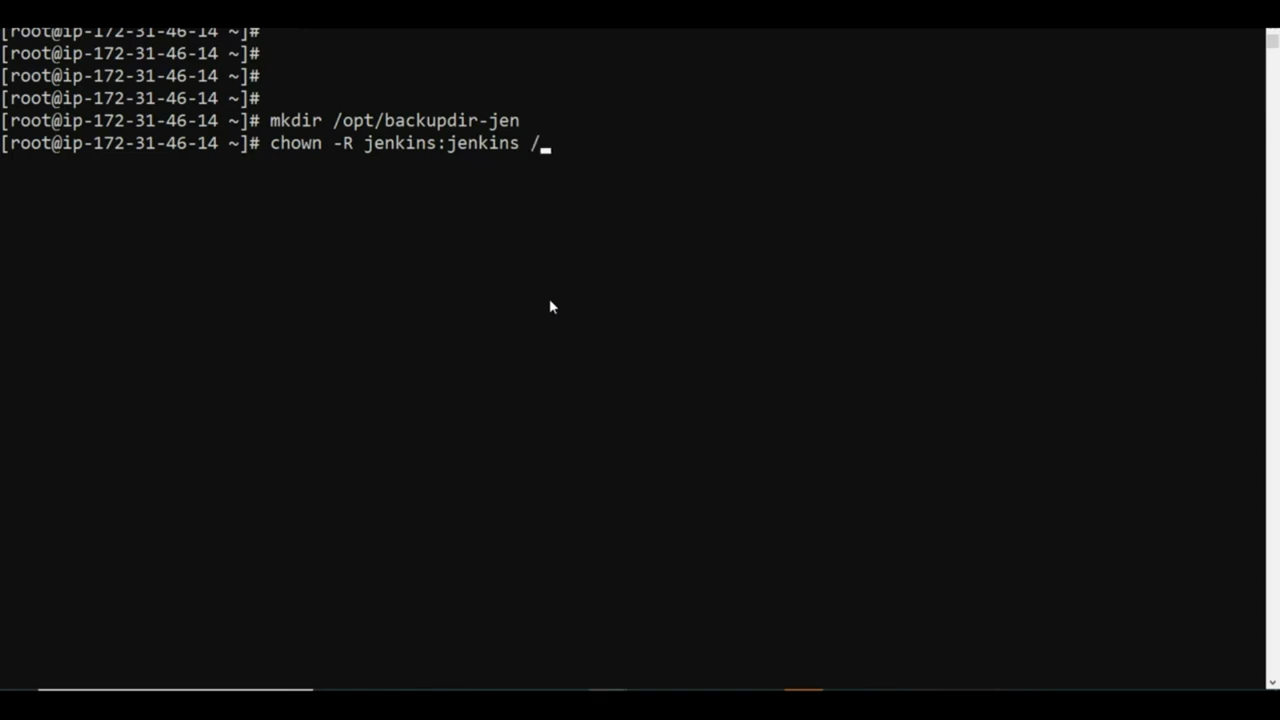 [root@ip-172-31-46-14 ~]#
[root@ip-172-31-46-14 ~]#
[root@ip-172-31-46-14 ~]#
[root@ip-172-31-46-14 ~]#
[root@ip-172-31-46-14 ~]# mkdir /opt/backupdir-jen
[root@ip-172-31-46-14 ~]# chown -R jenkins:jenkins /